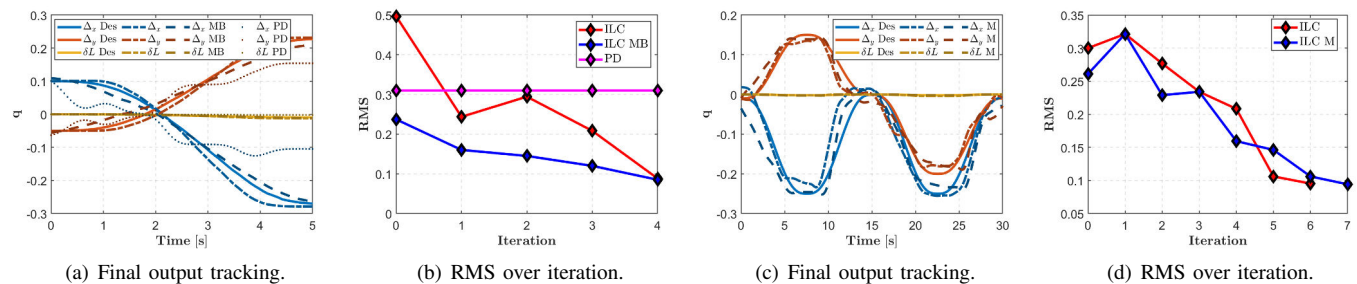 Δx Des Δx Δx MB Δx PD
Δy Des Δy Δy MB Δy PD
δL Des δL δL MB δL PD
0.3
0.2
0.1
0
-0.1
-0.2
-0.3
q
0 1 2 3 4 5
Time [s]
(a) Final output tracking.
ILC
ILC MB
PD
0.5
0.4
0.3
0.2
0.1
0
RMS
0 1 2 3 4
Iteration
(b) RMS over iteration.
Δx Des Δx Δx M
Δy Des Δy Δy M
δL Des δL δL M
0.2
0.1
0
-0.1
-0.2
-0.3
q
0 5 10 15 20 25 30
Time [s]
(c) Final output tracking.
ILC
ILC M
0.35
0.3
0.25
0.2
0.15
0.1
0.05
RMS
0 1 2 3 4 5 6 7
Iteration
(d) RMS over iteration.